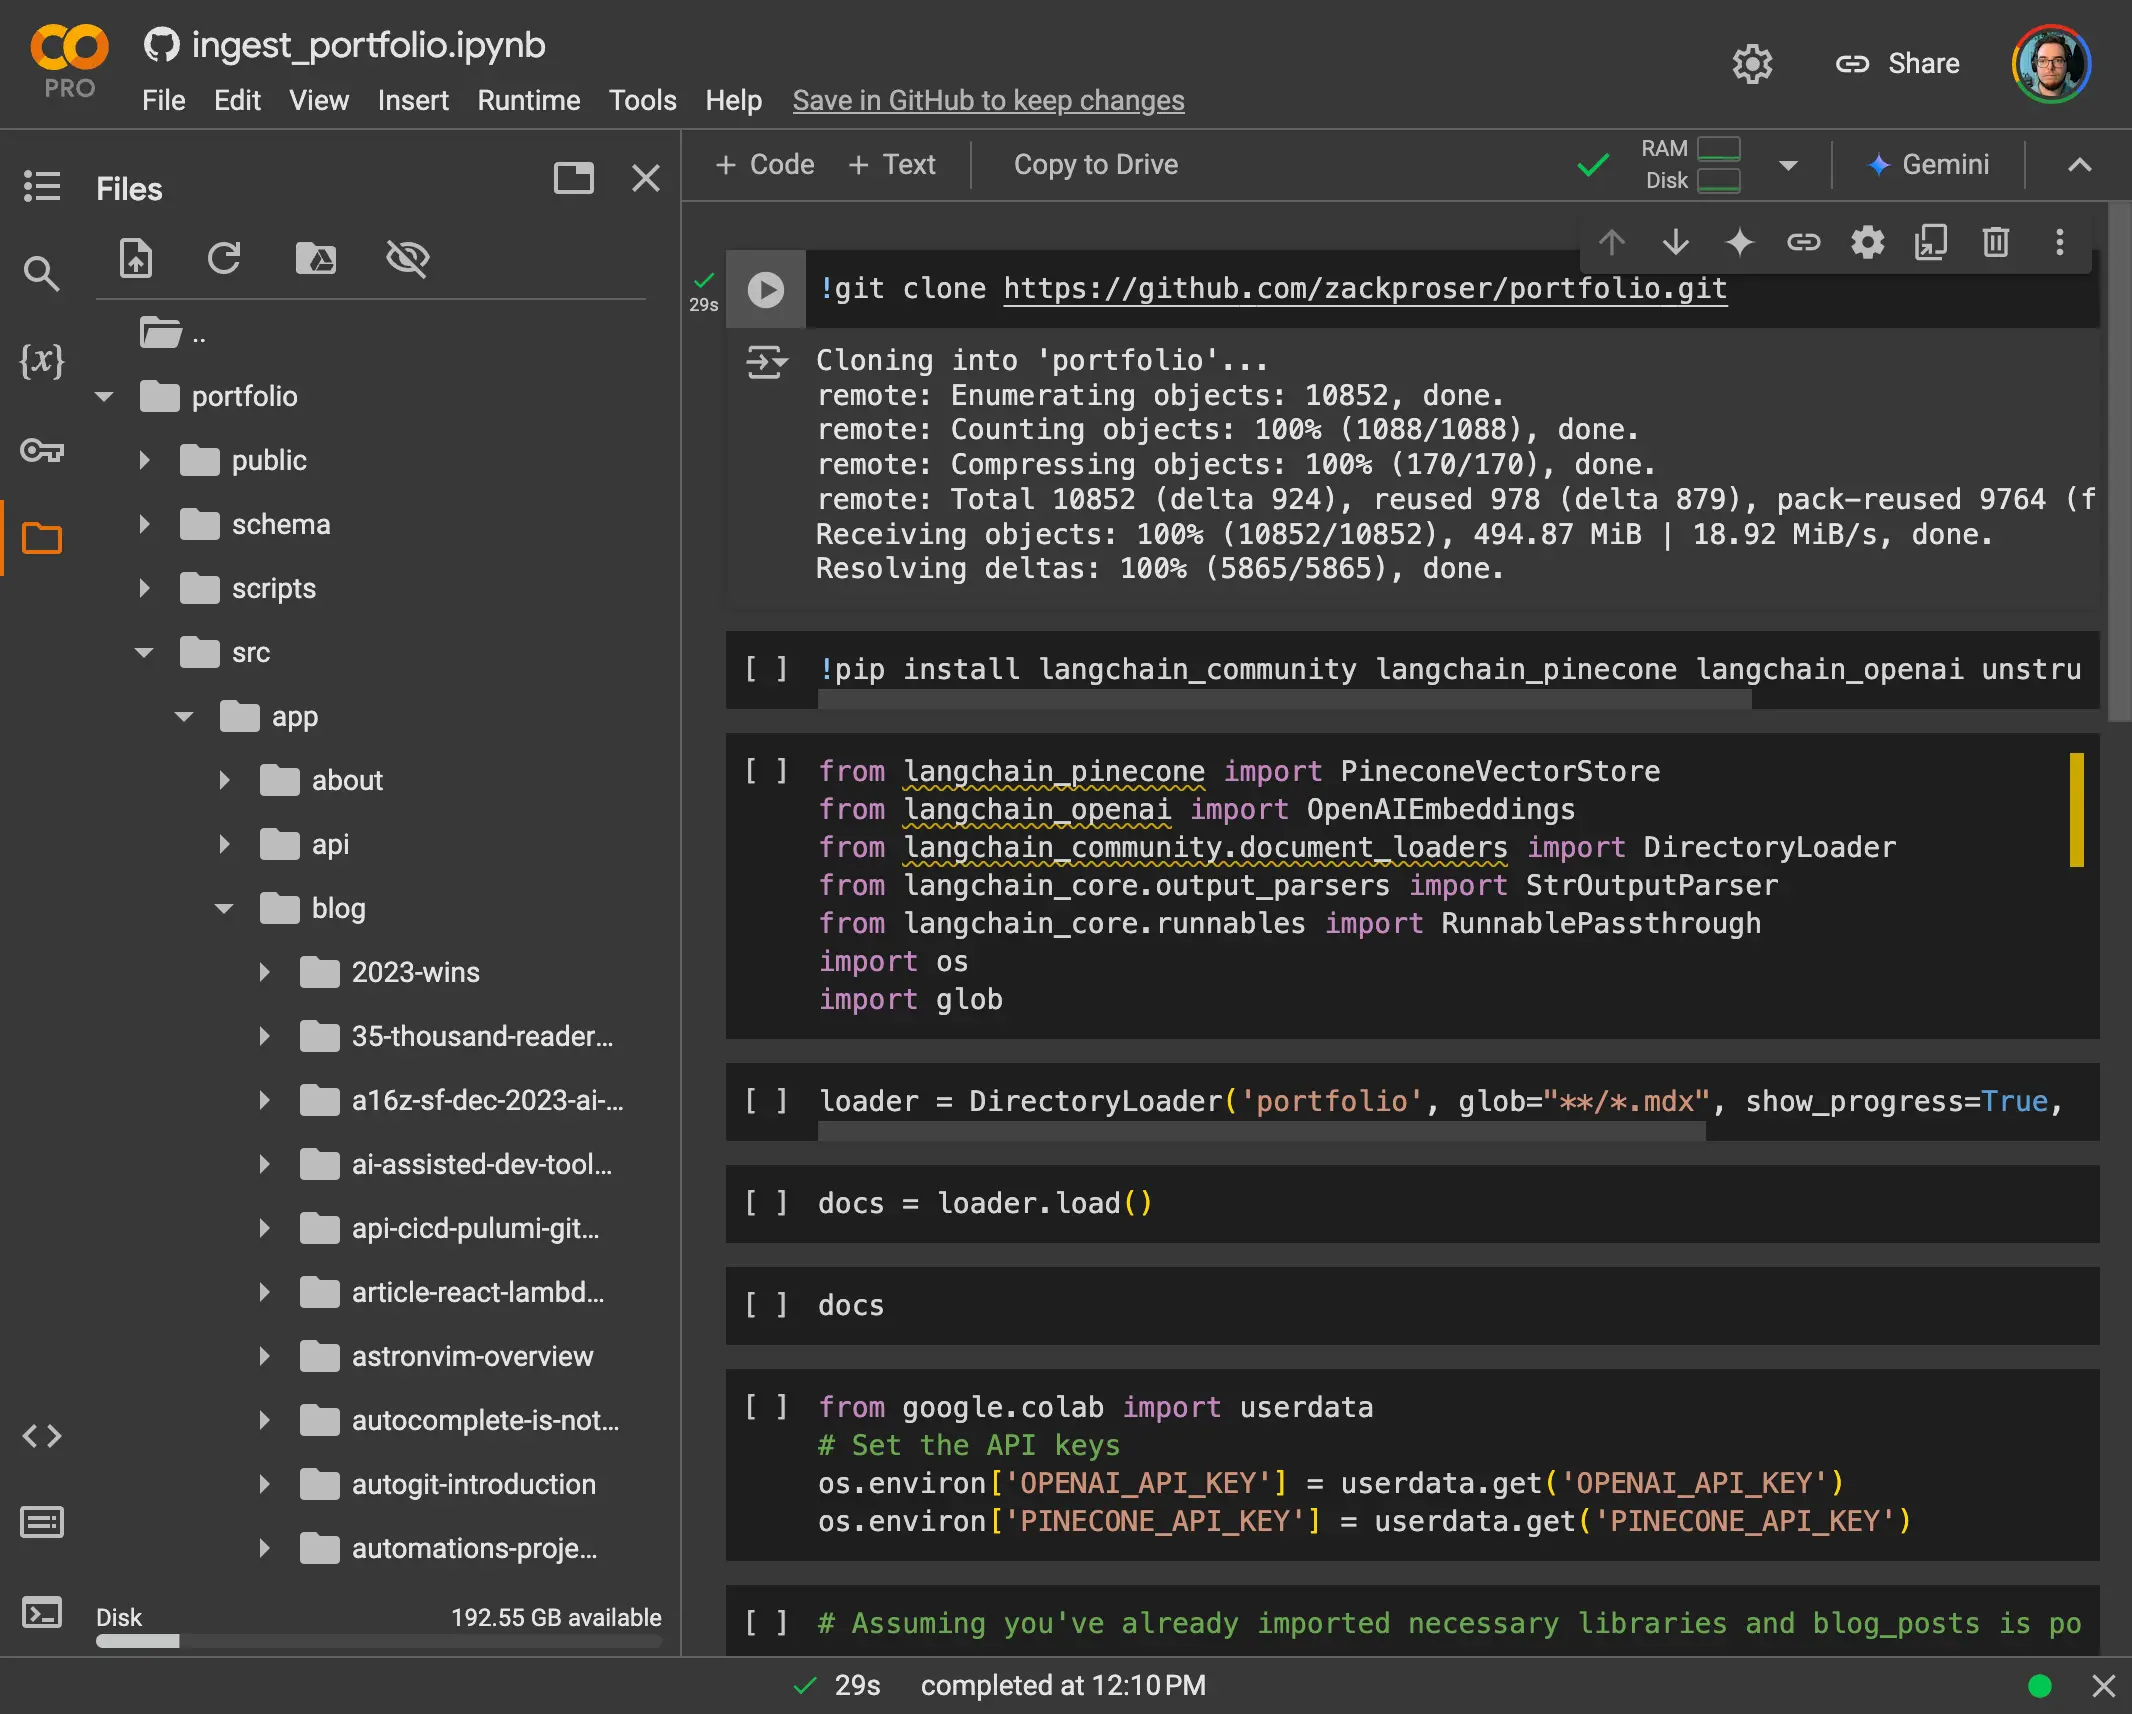 PRO
ingest_portfolio.ipynb
File Edit View Insert Runtime Tools Help Save in GitHub to keep changes
Share
Files
..
portfolio
public
schema
scripts
src
app
about
api
blog
2023-wins
35-thousand-reader...
a16z-sf-dec-2023-ai-...
ai-assisted-dev-tool...
api-cicd-pulumi-git...
article-react-lambd...
astronvim-overview
autocomplete-is-not...
autogit-introduction
automations-proje...
Disk 192.55 GB available
+ Code + Text Copy to Drive
RAM
Disk
Gemini
29s
!git clone https://github.com/zackproser/portfolio.git
Cloning into 'portfolio'...
remote: Enumerating objects: 10852, done.
remote: Counting objects: 100% (1088/1088), done.
remote: Compressing objects: 100% (170/170), done.
remote: Total 10852 (delta 924), reused 978 (delta 879), pack-reused 9764 (f
Receiving objects: 100% (10852/10852), 494.87 MiB | 18.92 MiB/s, done.
Resolving deltas: 100% (5865/5865), done.
[ ] !pip install langchain_community langchain_pinecone langchain_openai unstru
[ ] from langchain_pinecone import PineconeVectorStore
from langchain_openai import OpenAIEmbeddings
from langchain_community.document_loaders import DirectoryLoader
from langchain_core.output_parsers import StrOutputParser
from langchain_core.runnables import RunnablePassthrough
import os
import glob
[ ] loader = DirectoryLoader('portfolio', glob="**/*.mdx", show_progress=True,
[ ] docs = loader.load()
[ ] docs
[ ] from google.colab import userdata
# Set the API keys
os.environ['OPENAI_API_KEY'] = userdata.get('OPENAI_API_KEY')
os.environ['PINECONE_API_KEY'] = userdata.get('PINECONE_API_KEY')
[ ] # Assuming you've already imported necessary libraries and blog_posts is po
29s completed at 12:10 PM